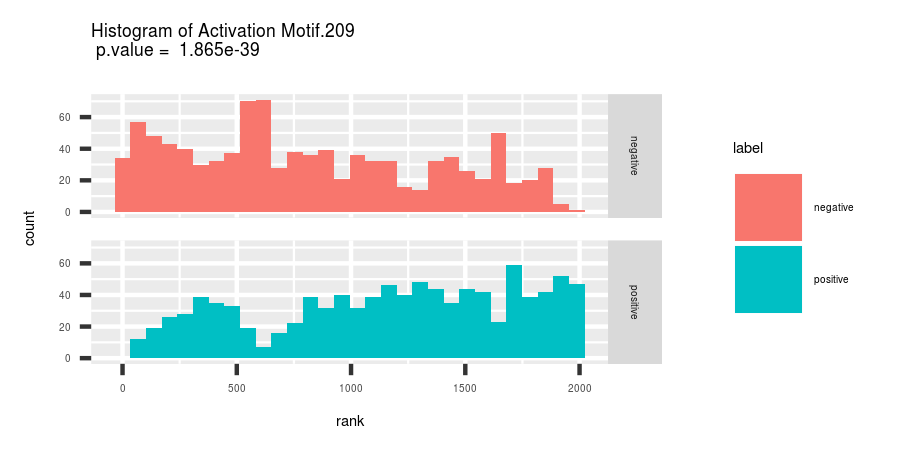 Histogram of Activation Motif.209
p.value = 1.865e-39
count
60
40
20
0
negative
60
40
20
0
positive
0 500 1000 1500 2000
rank
label
negative
positive